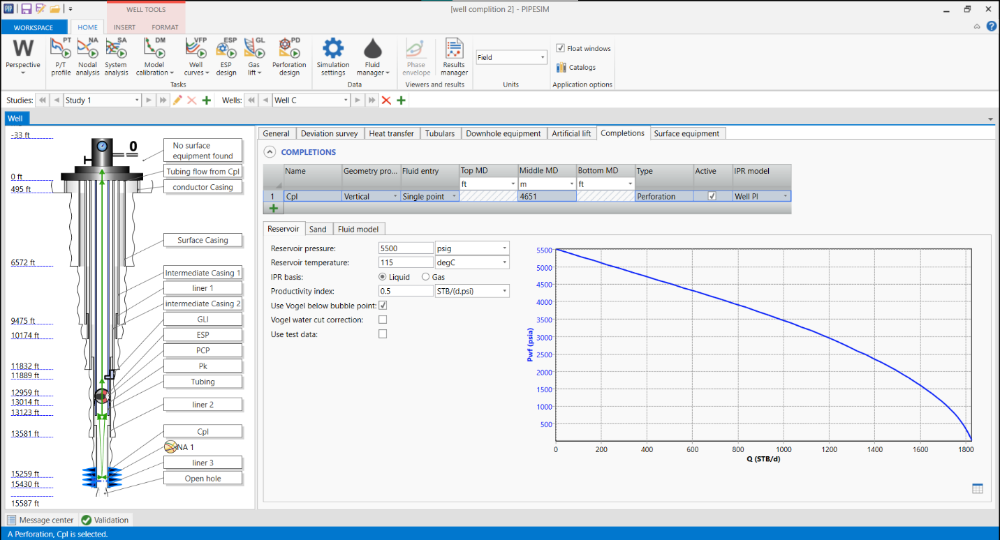 PIP
WELL TOOLS
[well complition 2] - PIPESIM
WORKSPACE HOME INSERT FORMAT
W PT NA SA DM VFP ESP GL PD
Perspective P/T profile Nodal analysis System analysis Model calibration Well curves ESP design Gas lift Perforation design Simulation settings Fluid manager Phase envelope Results manager Field Float windows Catalogs
Tasks Data Viewers and results Units Application options
Studies: Study 1 Wells: Well C
Well
-33 ft
0 ft
495 ft
6572 ft
9475 ft
10174 ft
11832 ft
11889 ft
12959 ft
13014 ft
13123 ft
13581 ft
15259 ft
15430 ft
15587 ft
0
No surface
equipment found
Tubing flow from Cpl
conductor Casing
Surface Casing
Intermediate Casing 1
liner 1
intermediate Casing 2
GLI
ESP
PCP
Pk
Tubing
liner 2
Cpl
NA 1
liner 3
Open hole
General Deviation survey Heat transfer Tubulars Downhole equipment Artificial lift Completions Surface equipment
COMPLETIONS
Name Geometry pro... Fluid entry Top MD Middle MD Bottom MD Type Active IPR model
ft m ft
1 Cpl Vertical Single point 4651 Perforation Well PI
Reservoir Sand Fluid model
Reservoir pressure: 5500 psig
Reservoir temperature: 115 degC
IPR basis: Liquid Gas
Productivity index: 0.5 STB/(d.psi)
Use Vogel below bubble point:
Vogel water cut correction:
Use test data:
5500
5000
4500
4000
3500
3000
2500
2000
1500
1000
500
Pwf (psia)
0 200 400 600 800 1000 1200 1400 1600 1800
Q (STB/d)
Message center Validation
A Perforation, Cpl is selected.